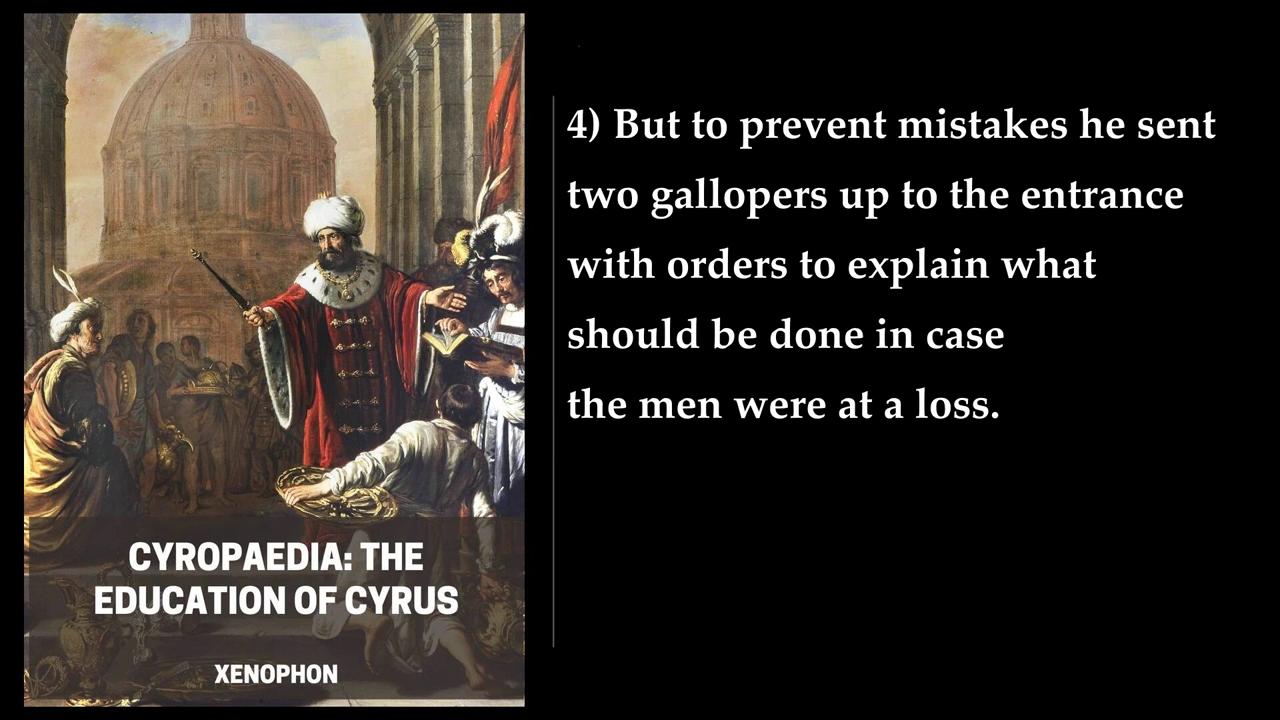 4) But to prevent mistakes he sent
two gallopers up to the entrance
with orders to explain what
should be done in case
the men were at a loss.
CYROPAEDIA: THE
EDUCATION OF CYRUS
XENOPHON